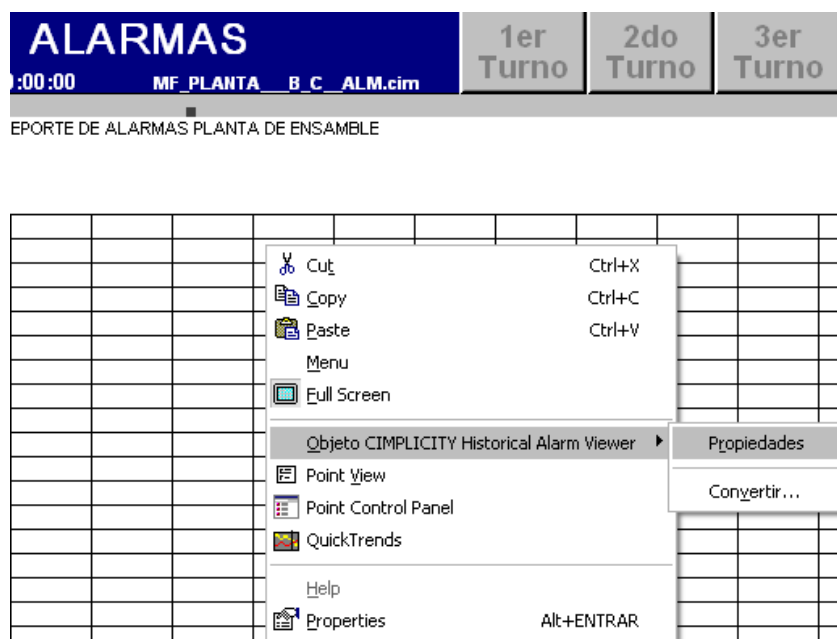 ALARMAS
1er Turno
2do Turno
3er Turno
:00:00
MF_PLANTA___B_C__ALM.cim
EPORTE DE ALARMAS PLANTA DE ENSAMBLE
Cut Ctrl+X
Copy Ctrl+C
Paste Ctrl+V
Menu
Full Screen
Objeto CIMPLICITY Historical Alarm Viewer
Propiedades
Point View
Convertir...
Point Control Panel
QuickTrends
Help
Properties Alt+ENTRAR